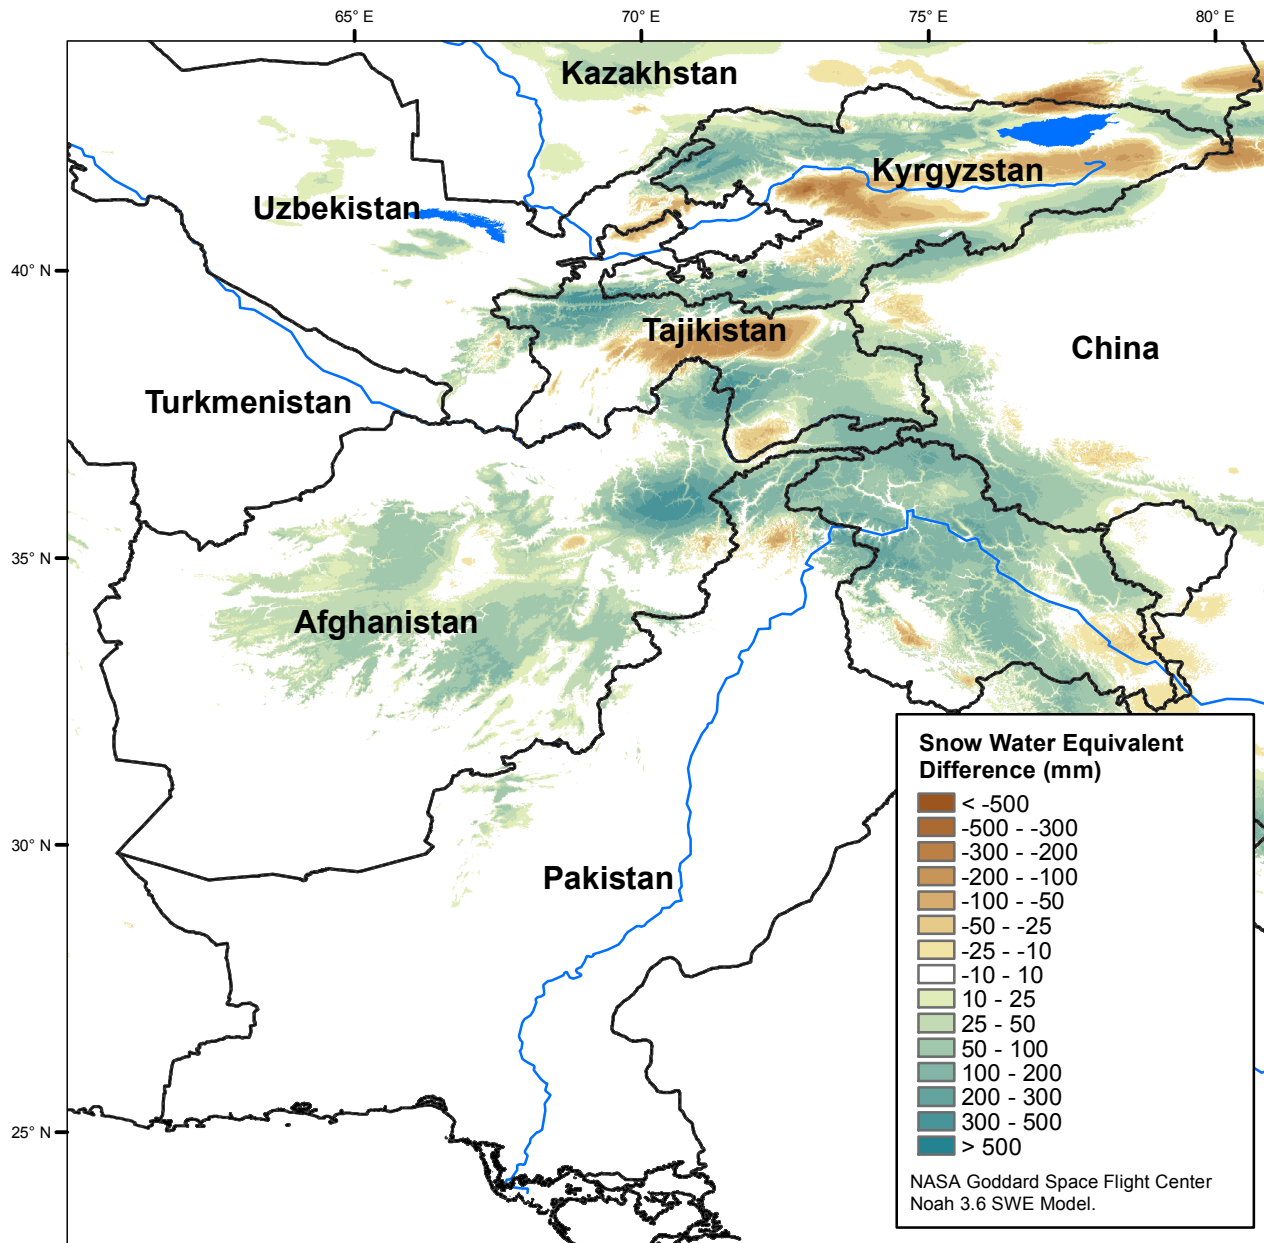 65° E
70° E
75° E
80° E
Kazakhstan
Kyrgyzstan
Uzbekistan
40° N
Tajikistan
China
Turkmenistan
35° N
Afghanistan
Snow Water Equivalent
Difference (mm)
< -500
-500 - -300
-300 - -200
-200 - -100
-100 - -50
-50 - -25
-25 - -10
-10 - 10
10 - 25
25 - 50
50 - 100
100 - 200
200 - 300
300 - 500
> 500
NASA Goddard Space Flight Center
Noah 3.6 SWE Model.
30° N
Pakistan
25° N